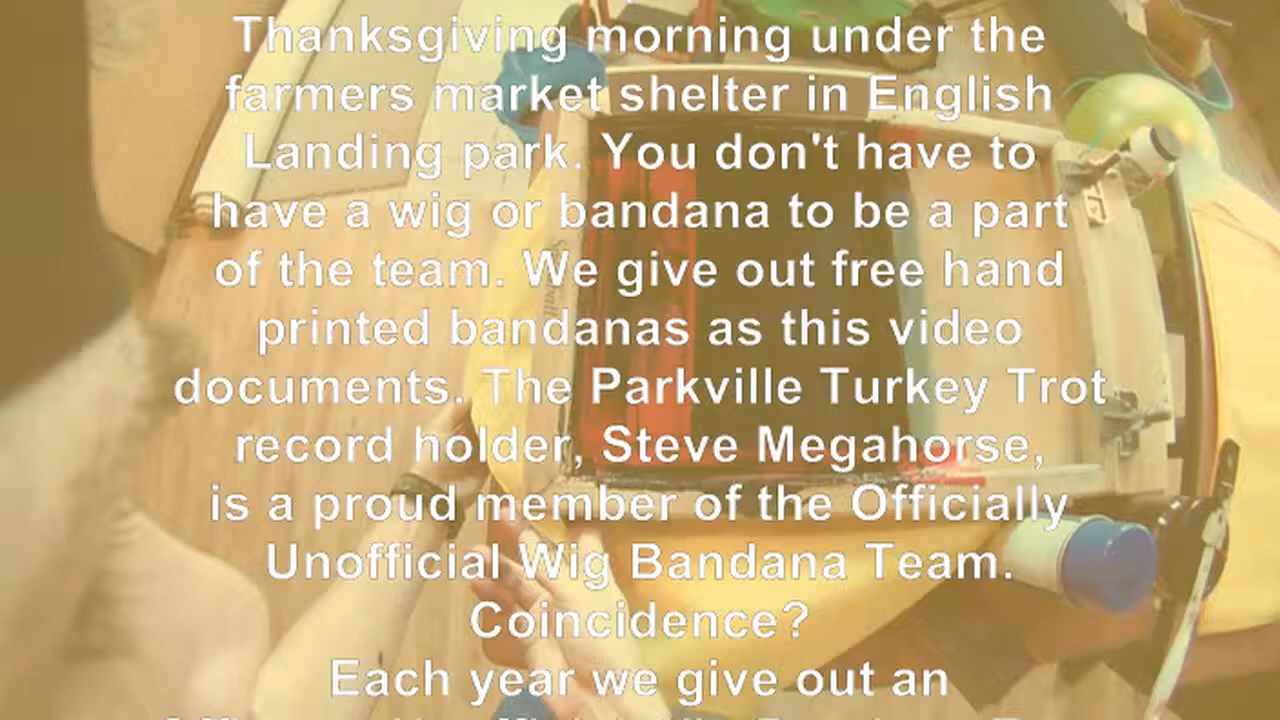 Thanksgiving morning under the
farmers market shelter in English
Landing park. You don't have to
have a wig or bandana to be a part
of the team. We give out free hand
printed bandanas as this video
documents. The Parkville Turkey Trot
record holder, Steve Megahorse,
is a proud member of the Officially
Unofficial Wig Bandana Team.
Coincidence?
Each year we give out an